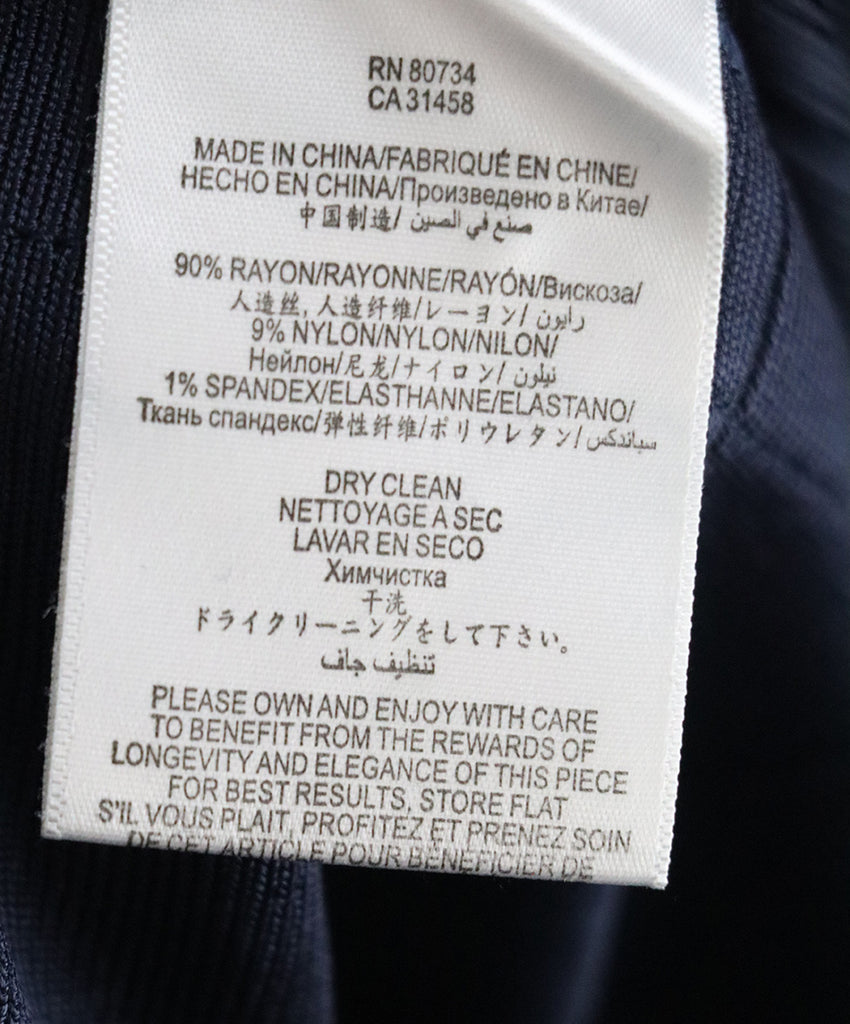 RN 80734
CA 31458
MADE IN CHINA/FABRIQUÉ EN CHINE/
HECHO EN CHINA/Произведено в Китае/
中国制造/ صنع في الصين
90% RAYON/RAYONNE/RAYÓN/Вискоза/
人造丝, 人造纤维/レーヨン/ رايون
9% NYLON/NYLON/NILON/
Нейлон/尼龙/ナイロン/ نيلون
1% SPANDEX/ELASTHANNE/ELASTANO/
Ткань спандекс/弹性纤维/ポリウレタン/ سباندكس
DRY CLEAN
NETTOYAGE A SEC
LAVAR EN SECO
Химчистка
干洗
ドライクリーニングをして下さい。
تنظيف جاف
PLEASE OWN AND ENJOY WITH CARE
TO BENEFIT FROM THE REWARDS OF
LONGEVITY AND ELEGANCE OF THIS PIECE
FOR BEST RESULTS, STORE FLAT
S'IL VOUS PLAIT, PROFITEZ ET PRENEZ SOIN
DE CET ARTICLE POUR BENEFICIER DE